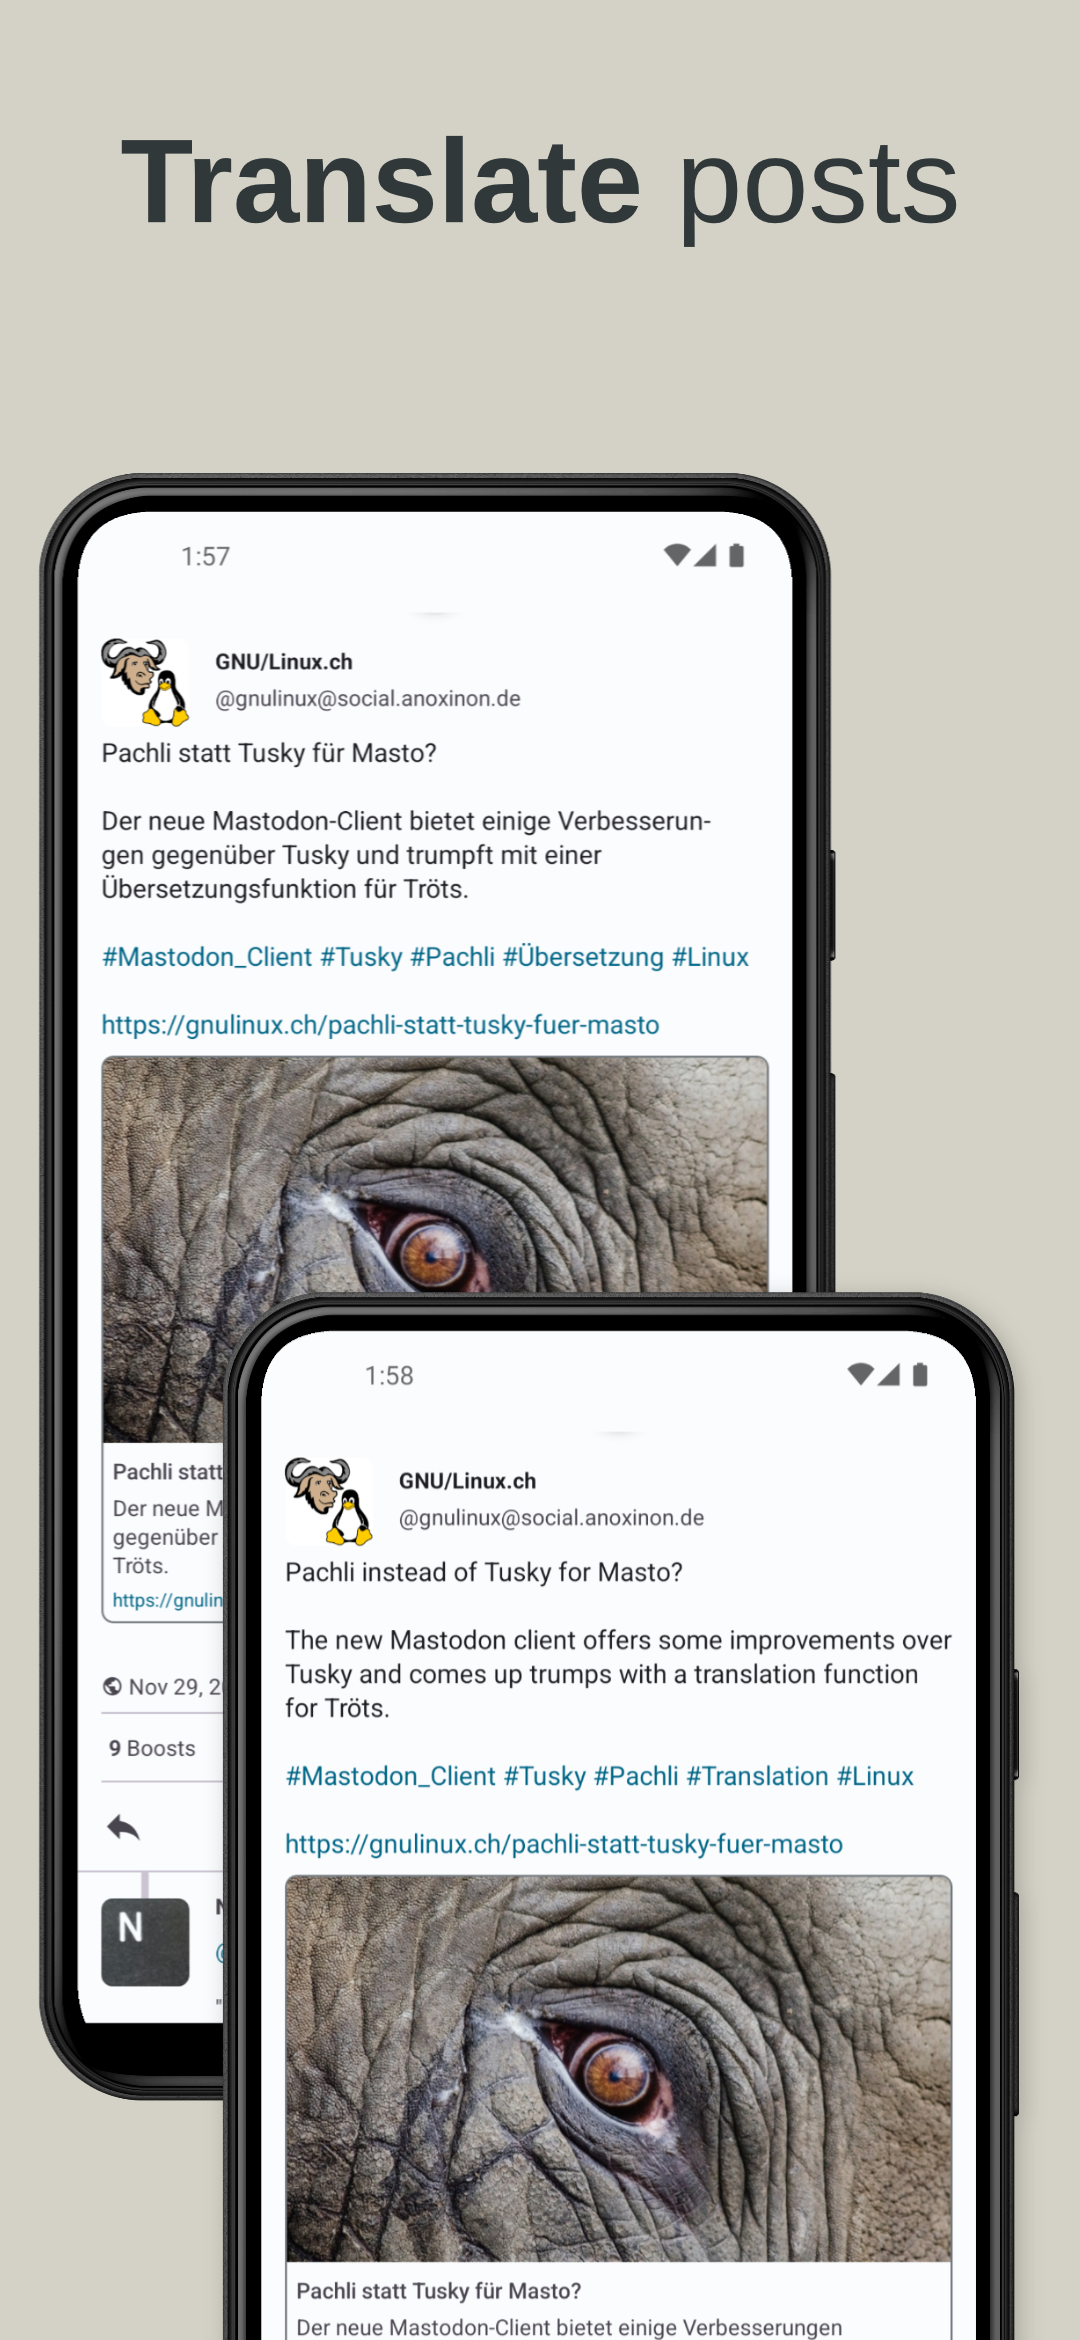 Translate posts
1:57
GNU/Linux.ch
@gnulinux@social.anoxinon.de
Pachli statt Tusky für Masto?
Der neue Mastodon-Client bietet einige Verbesserun-
gen gegenüber Tusky und trumpft mit einer
Übersetzungsfunktion für Tröts.
#Mastodon_Client #Tusky #Pachli #Übersetzung #Linux
https://gnulinux.ch/pachli-statt-tusky-fuer-masto
Pachli statt
Der neue M
gegenüber
Tröts.
https://gnulin
Nov 29, 2
9 Boosts
N
1:58
GNU/Linux.ch
@gnulinux@social.anoxinon.de
Pachli instead of Tusky for Masto?
The new Mastodon client offers some improvements over
Tusky and comes up trumps with a translation function
for Tröts.
#Mastodon_Client #Tusky #Pachli #Translation #Linux
https://gnulinux.ch/pachli-statt-tusky-fuer-masto
Pachli statt Tusky für Masto?
Der neue Mastodon-Client bietet einige Verbesserungen